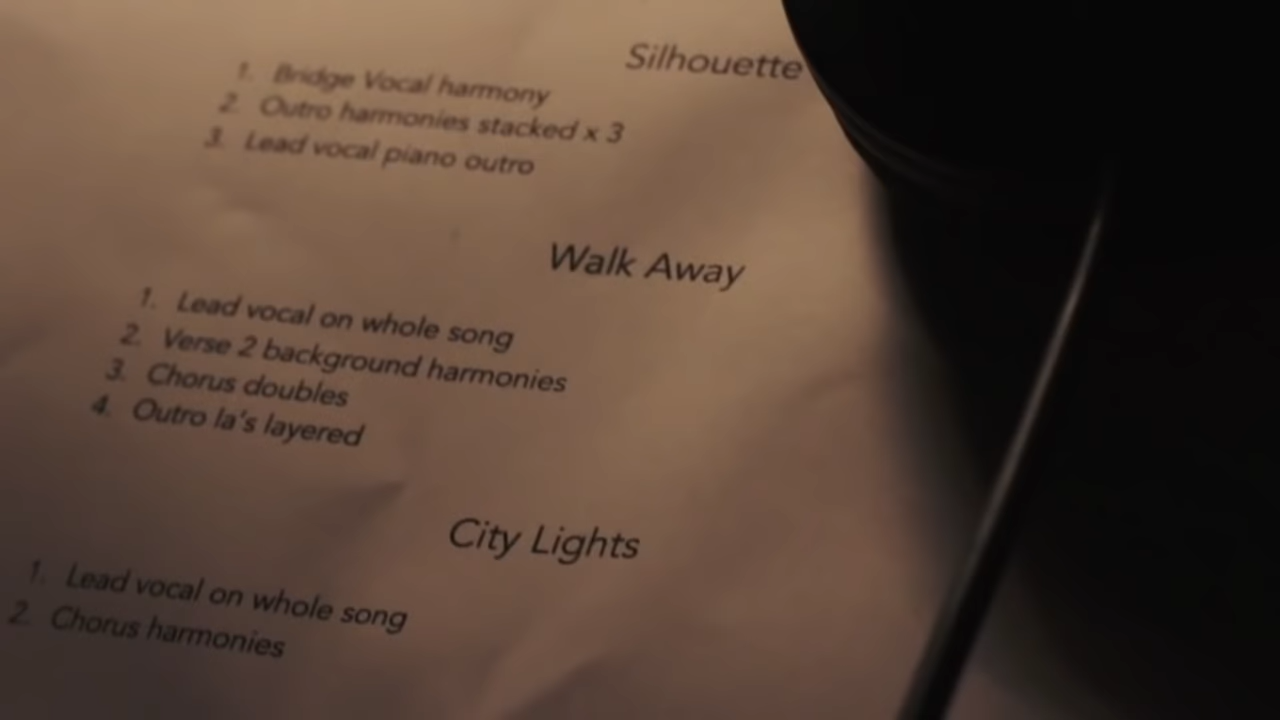 Silhouette
1. Bridge Vocal harmony
2. Outro harmonies stacked x 3
3. Lead vocal piano outro
Walk Away
1. Lead vocal on whole song
2. Verse 2 background harmonies
3. Chorus doubles
4. Outro la's layered
City Lights
1. Lead vocal on whole song
2. Chorus harmonies